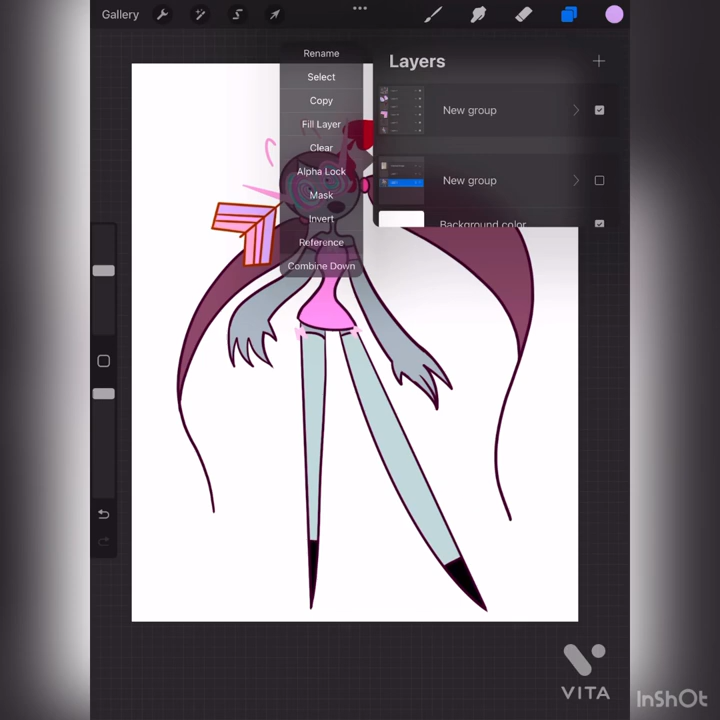 Gallery
Rename
Select
Copy
Fill Layer
Clear
Alpha Lock
Mask
Invert
Reference
Combine Down
Layers
New group
New group
Background color
VITA
InShOt